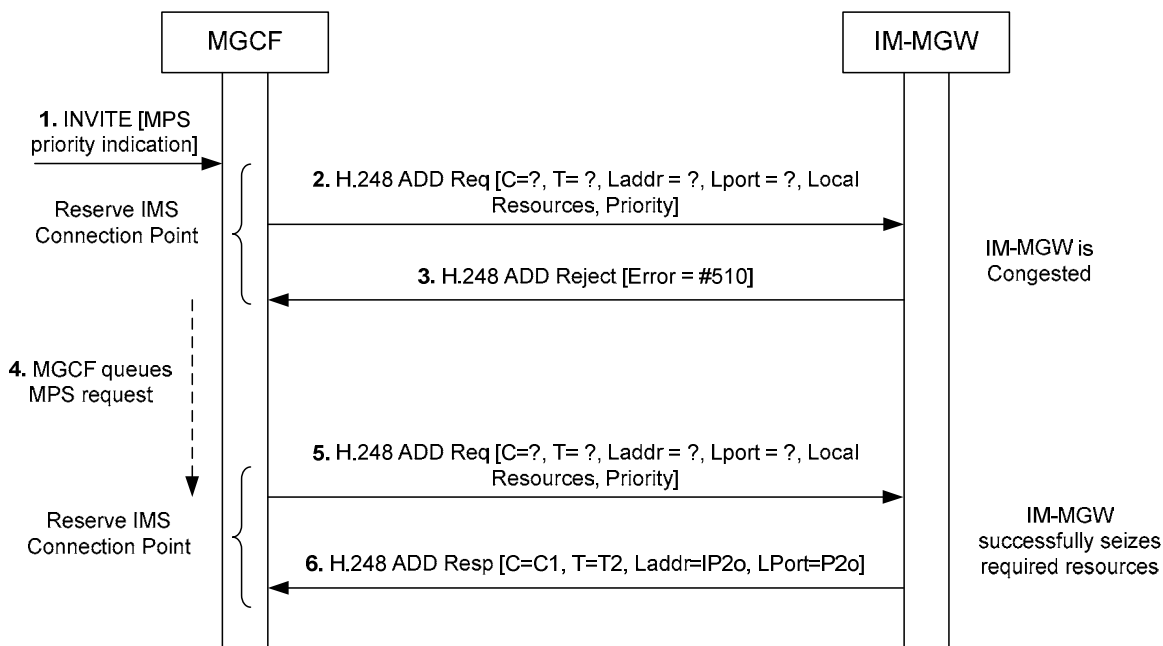 MGCF
IM-MGW
1. INVITE [MPS
priority indication]
2. H.248 ADD Req [C=?, T= ?, Laddr = ?, Lport = ?, Local
Resources, Priority]
Reserve IMS
Connection Point
IM-MGW is
Congested
3. H.248 ADD Reject [Error = #510]
4. MGCF queues
MPS request
5. H.248 ADD Req [C=?, T= ?, Laddr = ?, Lport = ?, Local
Resources, Priority]
Reserve IMS
Connection Point
IM-MGW
successfully seizes
required resources
6. H.248 ADD Resp [C=C1, T=T2, Laddr=IP2o, LPort=P2o]